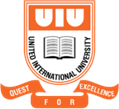 UIU
UNITED INTERNATIONAL UNIVERSITY
QUEST FOR EXCELLENCE